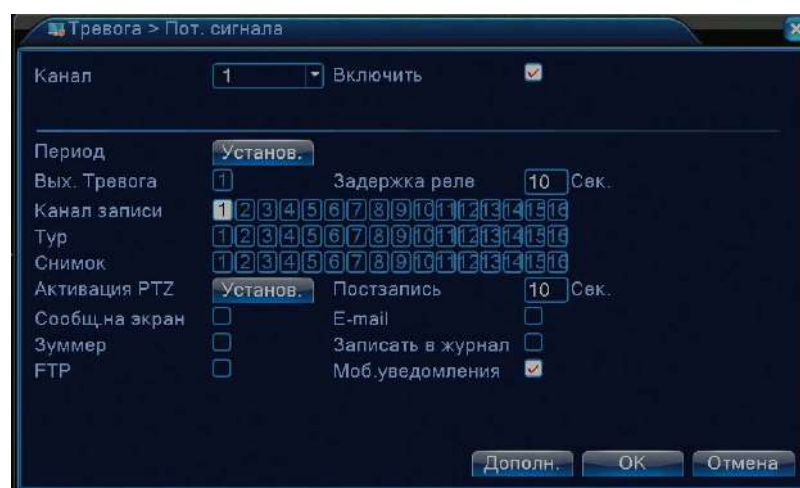 Тревога > Пот. сигнала
Канал 1 Включить
Период Установ.
Вых. Тревога 1 Задержка реле 10 Сек.
Канал записи 1 2 3 4 5 6 7 8 9 10 11 12 13 14 15 16
Тур 1 2 3 4 5 6 7 8 9 10 11 12 13 14 15 16
Снимок 1 2 3 4 5 6 7 8 9 10 11 12 13 14 15 16
Активация PTZ Установ. Постзапись 10 Сек.
Сообщ.на экран E-mail
Зуммер Записать в журнал
FTP Моб.уведомления
Дополн. OK Отмена